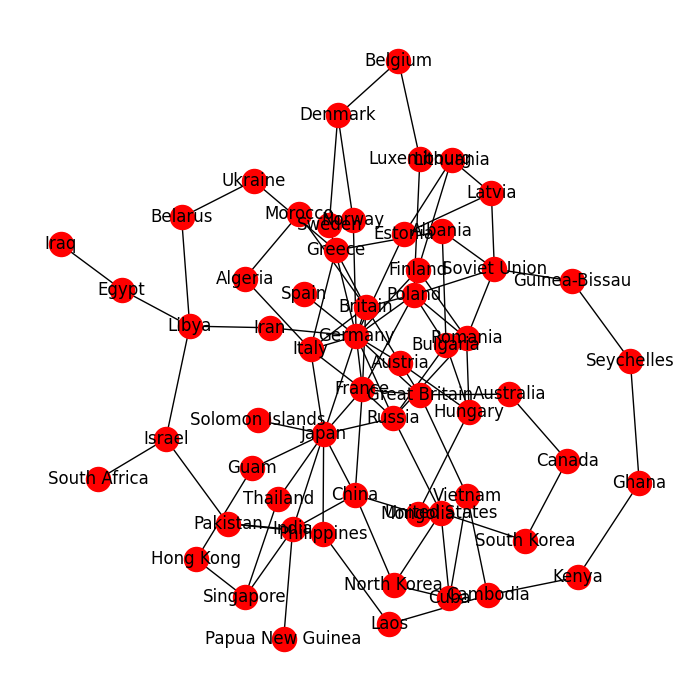 Belgium
Denmark
Luxembourg
Lithuania
Ukraine
Latvia
Belarus
Morocco
Sweden
Norway
Estonia
Albania
Iraq
Greece
Finland
Soviet Union
Algeria
Guinea-Bissau
Egypt
Spain
Poland
Britain
Libya
Iran
Germany
Romania
Bulgaria
Italy
Austria
Seychelles
France
Great Britain
Australia
Hungary
Russia
Solomon Islands
Japan
Israel
Canada
Guam
South Africa
Ghana
Thailand
China
Vietnam
Mongolia
United States
Pakistan
India
Philippines
South Korea
Hong Kong
Kenya
North Korea
Singapore
Cuba
Cambodia
Laos
Papua New Guinea